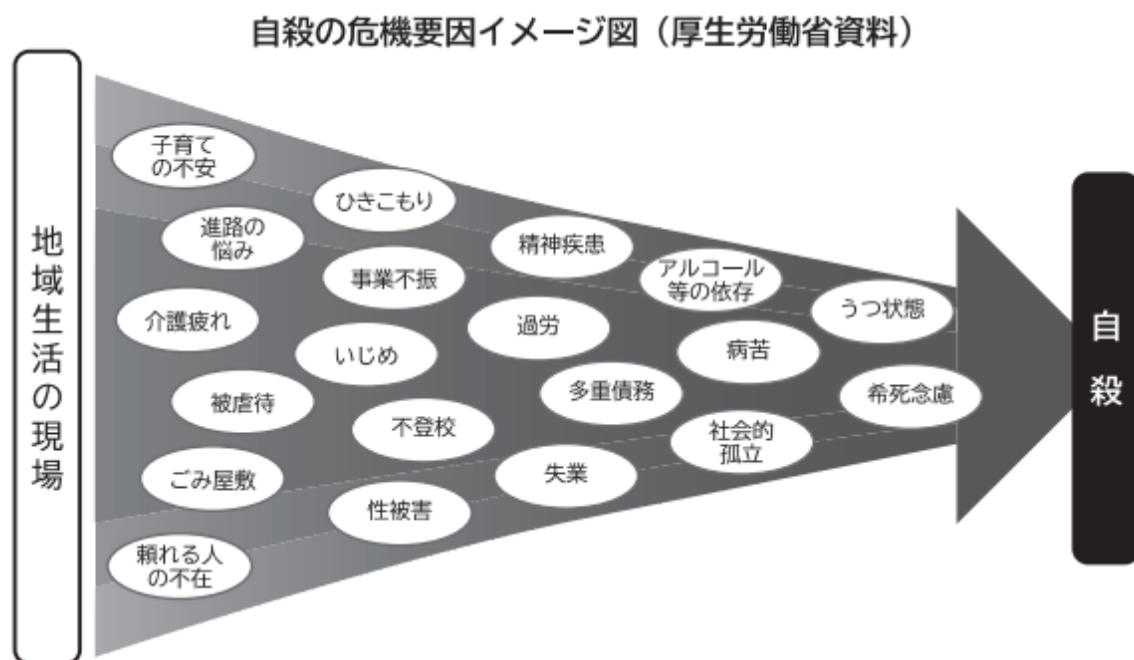 自殺の危機要因イメージ図（厚生労働省資料）
地域生活の現場
子育て
の不安
進路の
悩み
介護疲れ
被虐待
ごみ屋敷
頼れる人
の不在
ひきこもり
事業不振
いじめ
不登校
性被害
精神疾患
過労
多重債務
失業
アルコール
等の依存
病苦
社会的
孤立
うつ状態
希死念慮
自殺